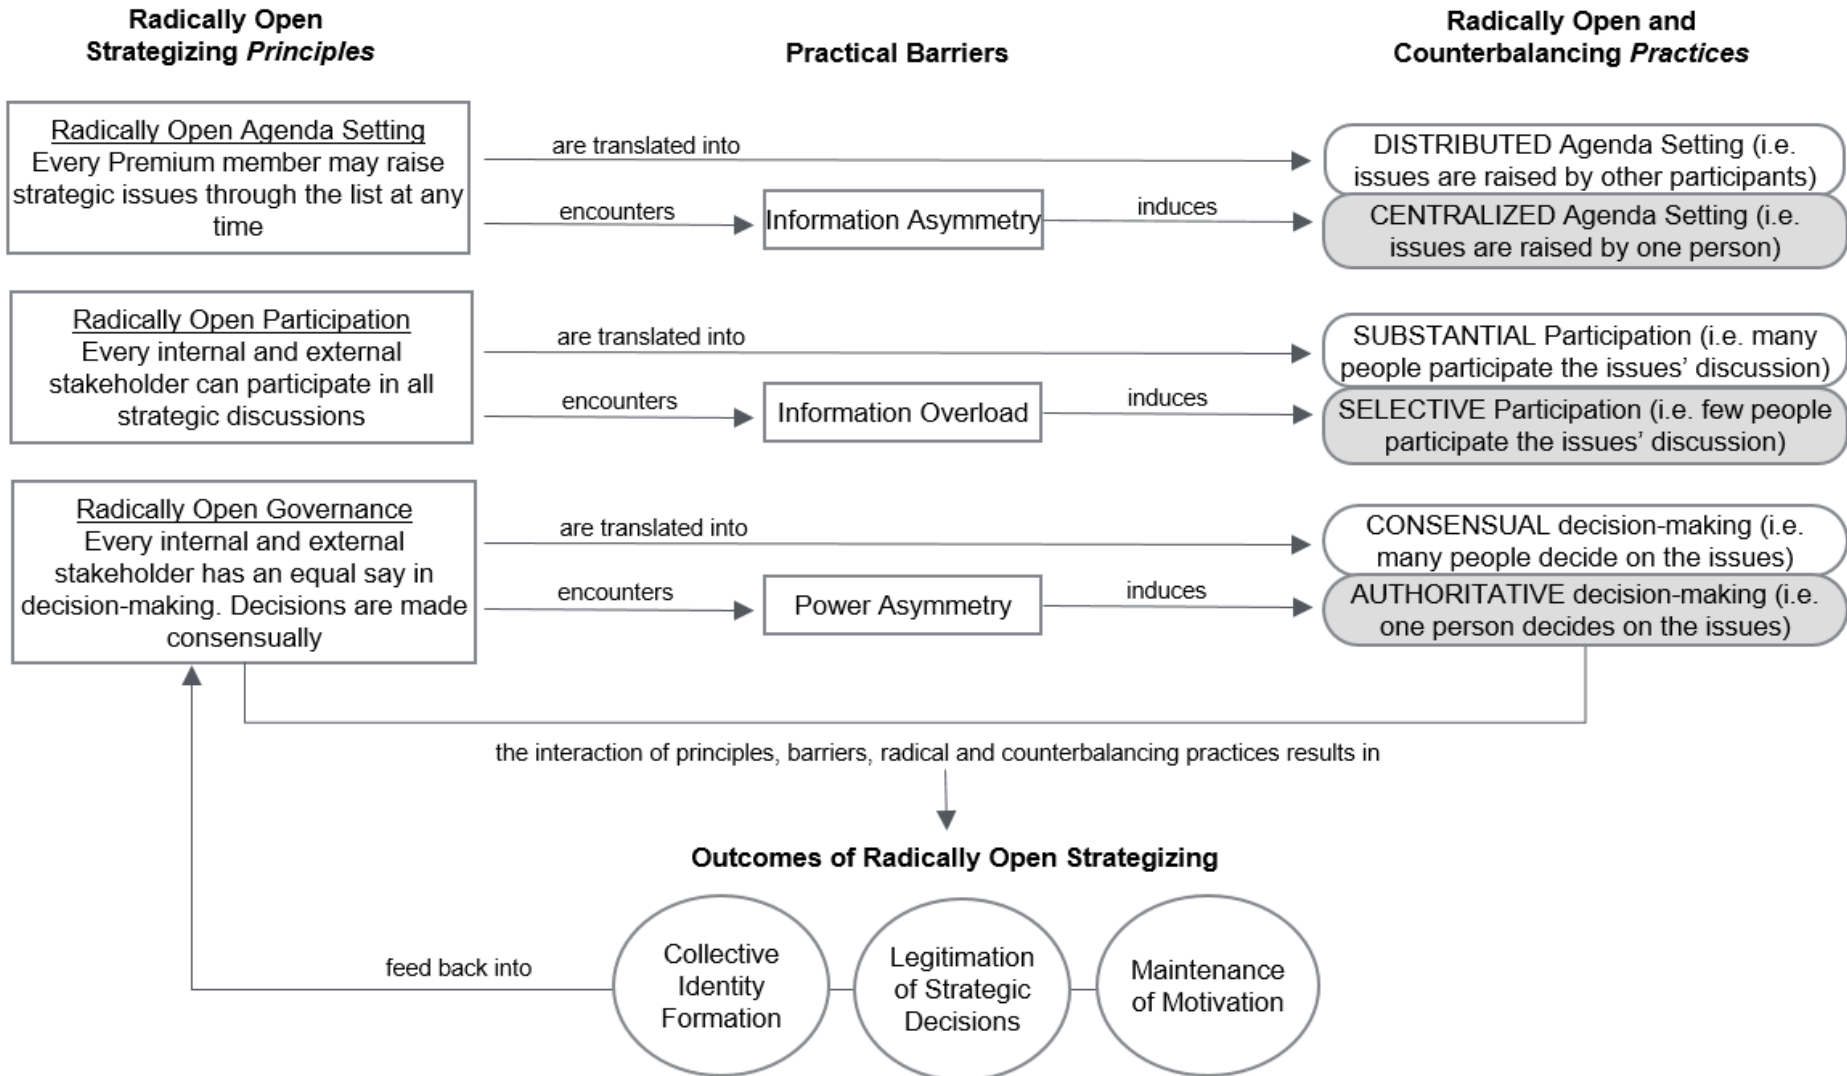 Radically Open
Strategizing Principles
Practical Barriers
Radically Open and
Counterbalancing Practices
Radically Open Agenda Setting
Every Premium member may raise
strategic issues through the list at any
time
are translated into
encounters
Information Asymmetry
induces
DISTRIBUTED Agenda Setting (i.e.
issues are raised by other participants)
CENTRALIZED Agenda Setting (i.e.
issues are raised by one person)
Radically Open Participation
Every internal and external
stakeholder can participate in all
strategic discussions
are translated into
encounters
Information Overload
induces
SUBSTANTIAL Participation (i.e. many
people participate the issues’ discussion)
SELECTIVE Participation (i.e. few people
participate the issues’ discussion)
Radically Open Governance
Every internal and external
stakeholder has an equal say in
decision-making. Decisions are made
consensually
are translated into
encounters
Power Asymmetry
induces
CONSENSUAL decision-making (i.e.
many people decide on the issues)
AUTHORITATIVE decision-making (i.e.
one person decides on the issues)
the interaction of principles, barriers, radical and counterbalancing practices results in
Outcomes of Radically Open Strategizing
feed back into
Collective
Identity
Formation
Legitimation
of Strategic
Decisions
Maintenance
of Motivation